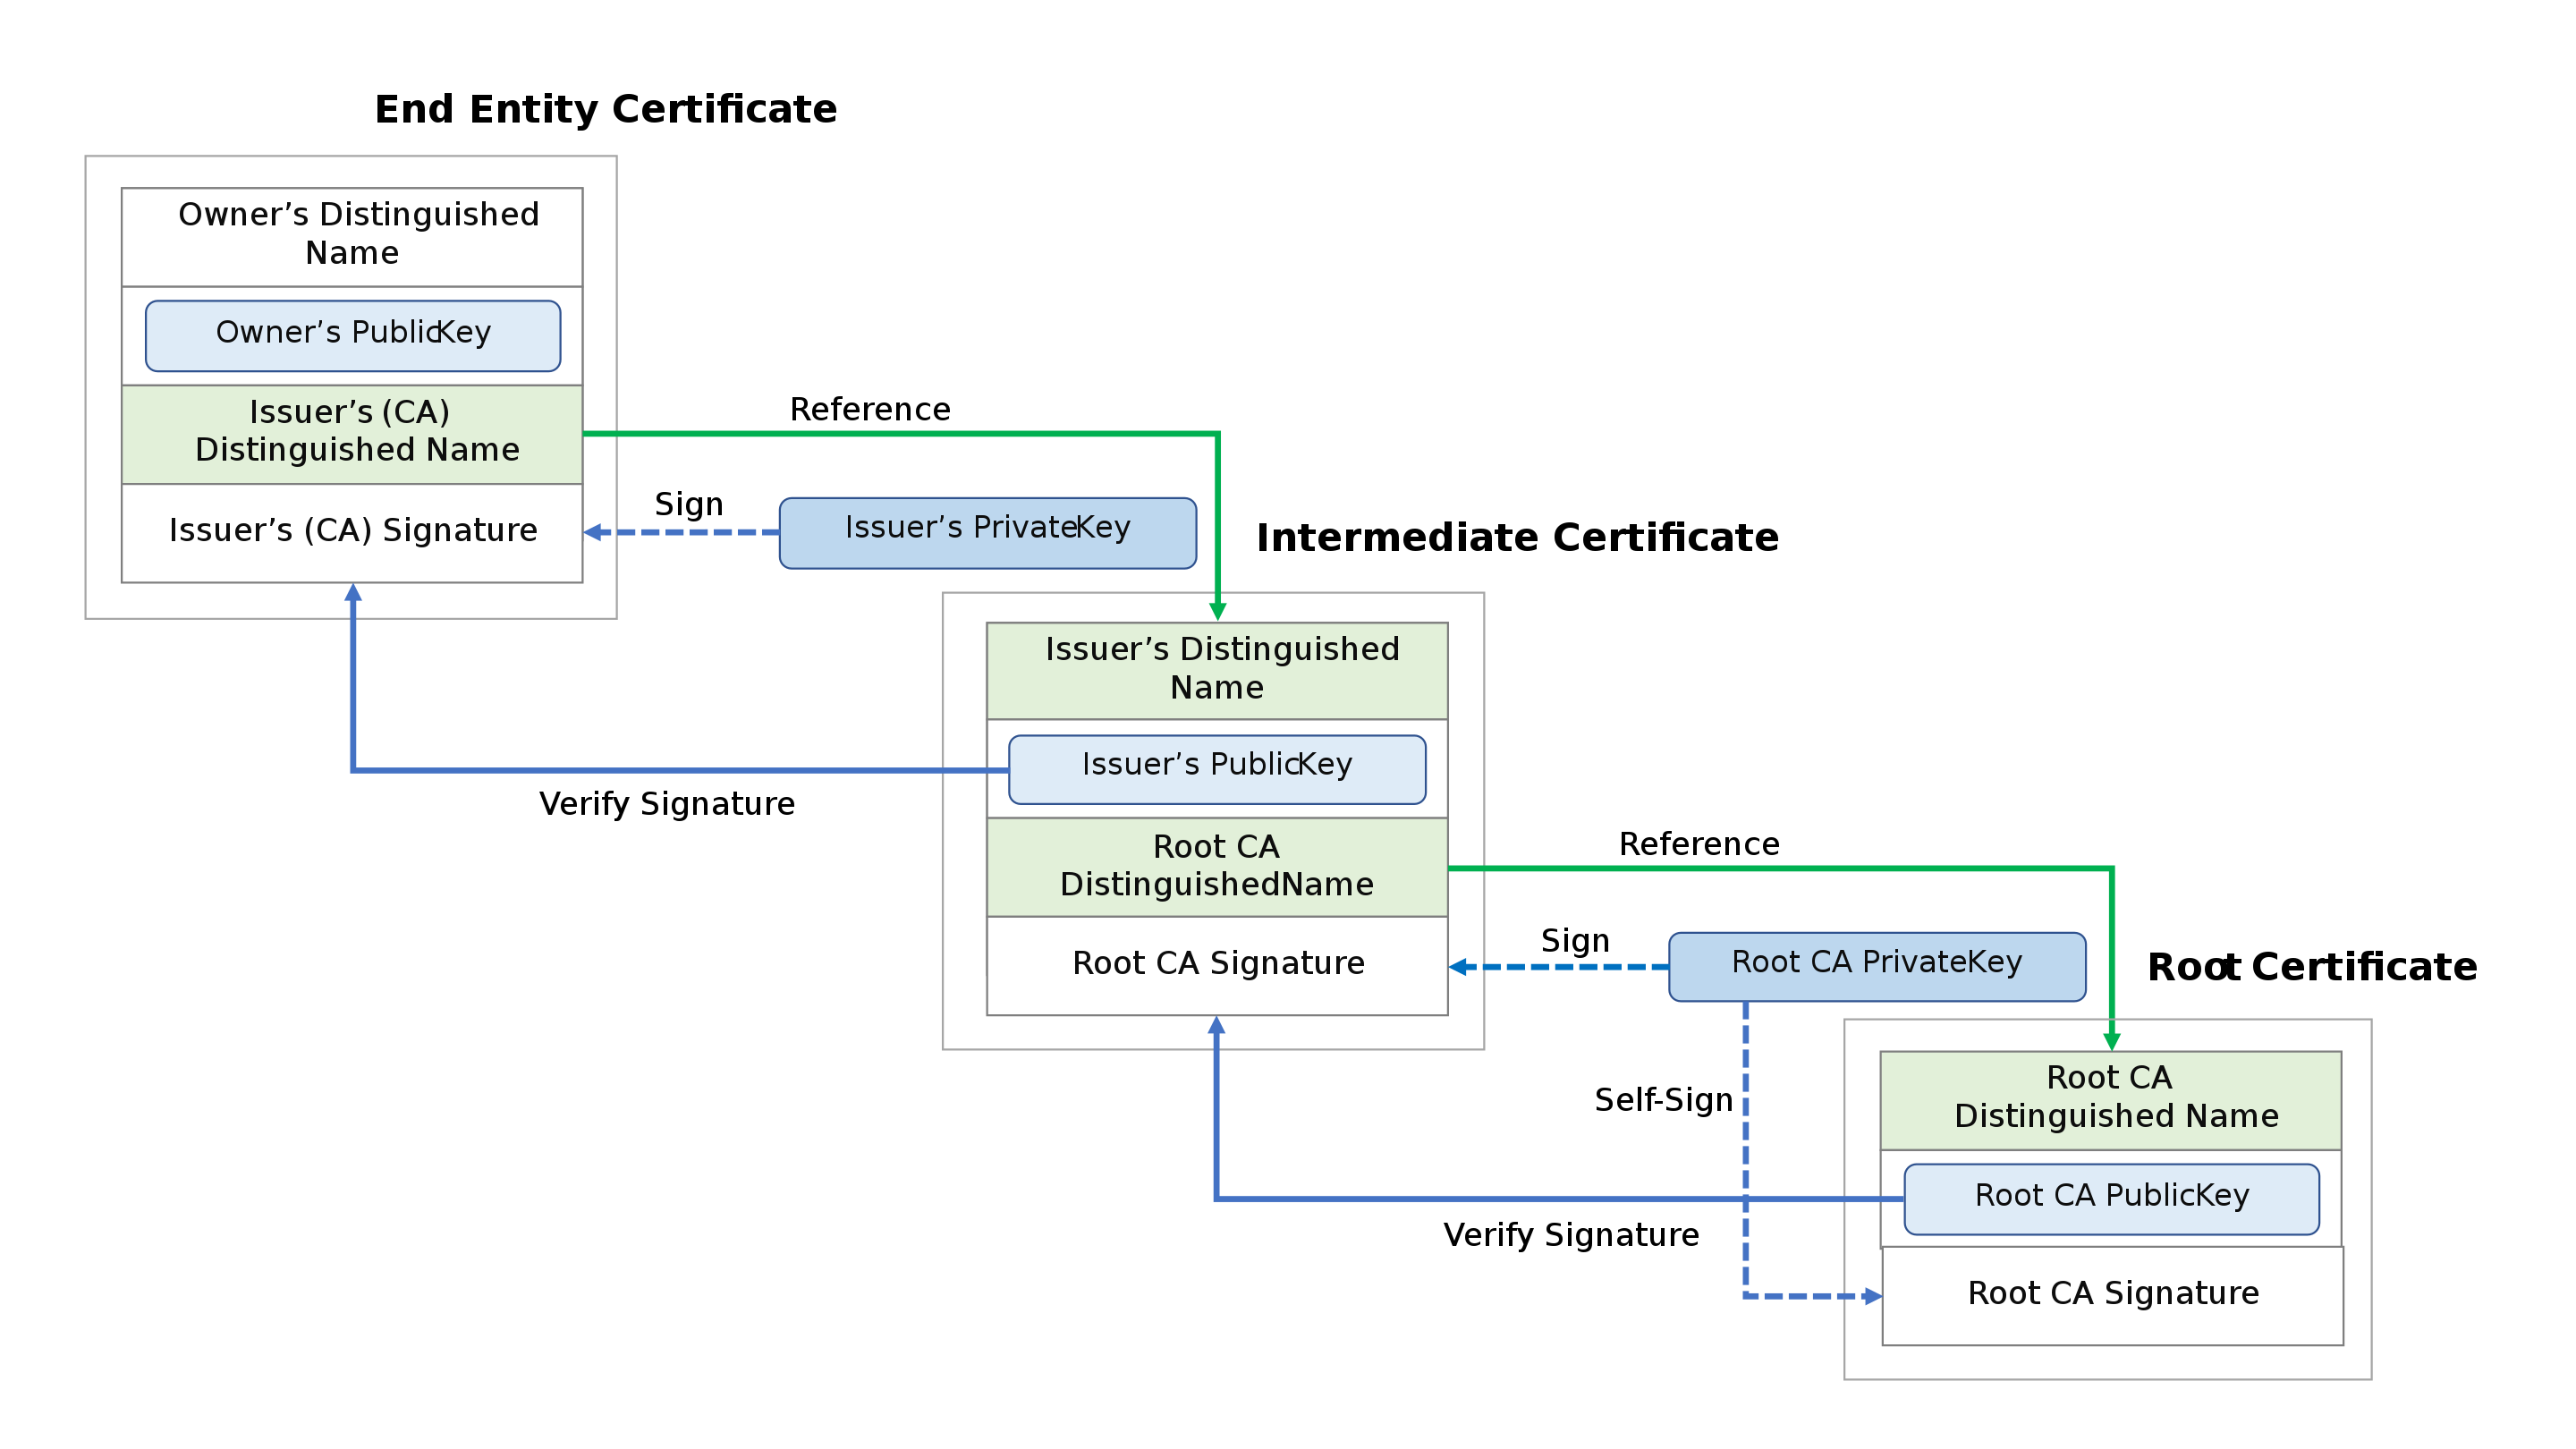 End Entity Certificate
Owner’s Distinguished
Name
Owner’s PublicKey
Issuer’s (CA)
Distinguished Name
Issuer’s (CA) Signature
Reference
Sign
Issuer’s PrivateKey
Verify Signature
Intermediate Certificate
Issuer’s Distinguished
Name
Issuer’s PublicKey
Root CA
DistinguishedName
Root CA Signature
Reference
Sign
Root CA PrivateKey
Self-Sign
Verify Signature
Root Certificate
Root CA
Distinguished Name
Root CA PublicKey
Root CA Signature